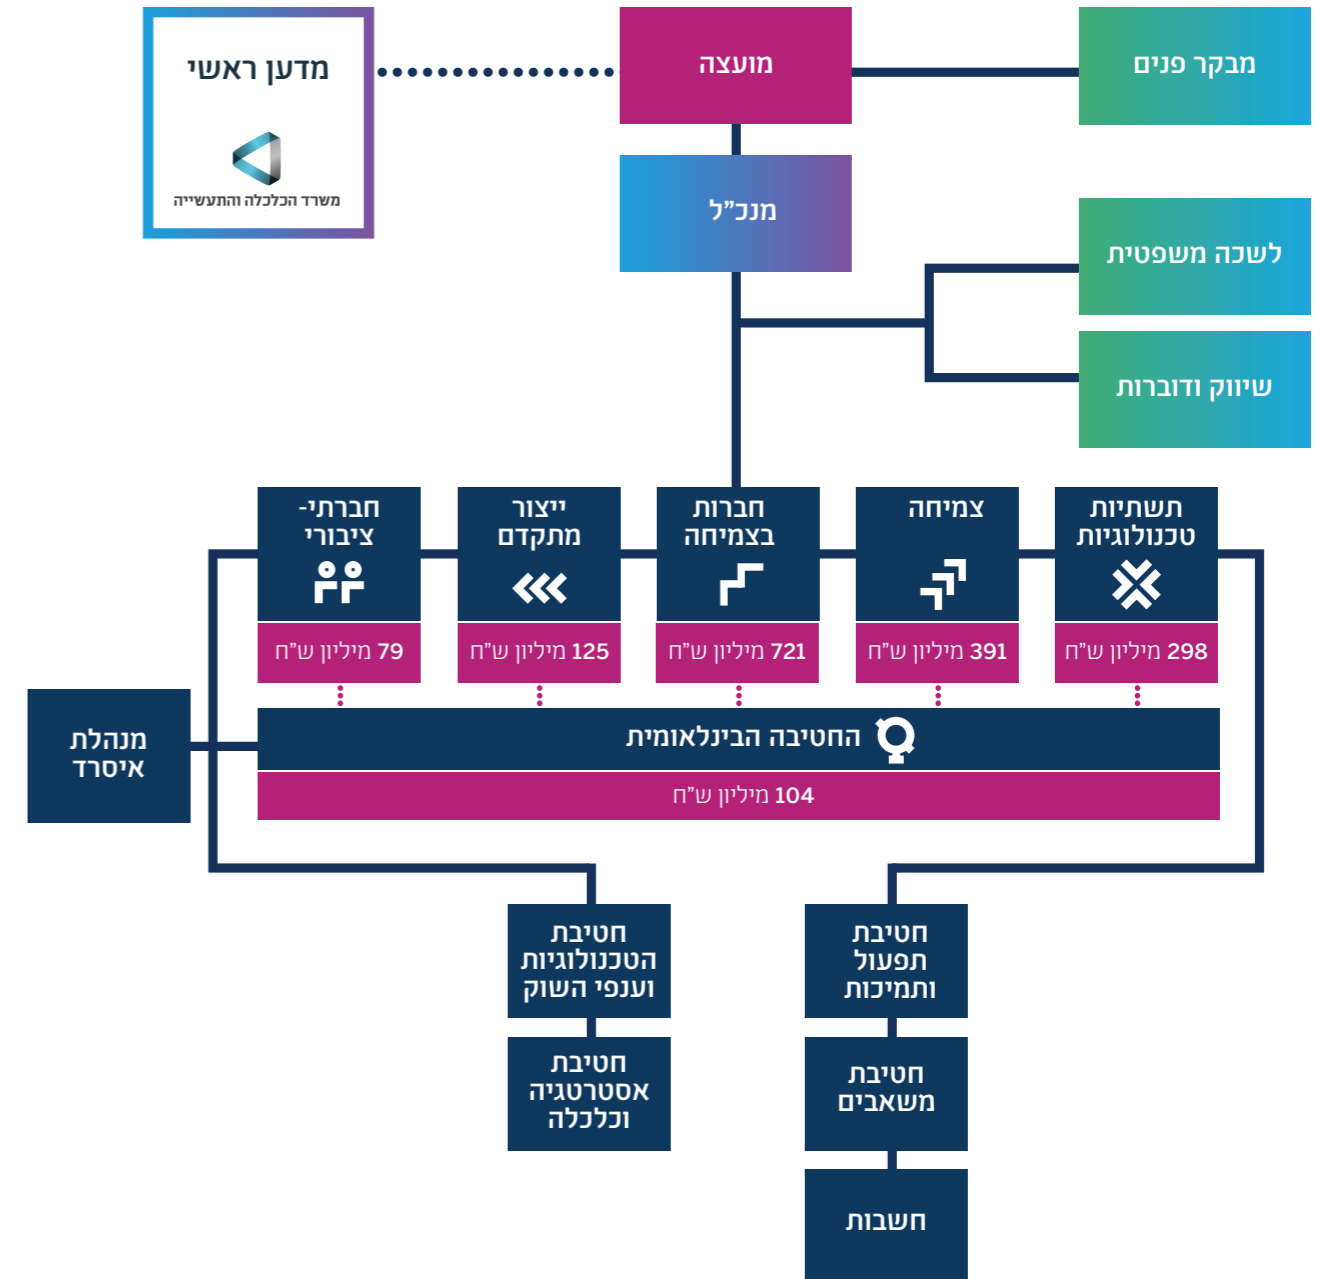 מבקר פנים
מועצה
מדען ראשי
משרד הכלכלה והתעשייה
מנכ"ל
לשכה משפטית
שיווק ודוברות
תשתיות
טכנולוגיות
298 מיליון ש"ח
צמיחה
391 מיליון ש"ח
חברות
בצמיחה
721 מיליון ש"ח
ייצור
מתקדם
125 מיליון ש"ח
חברתי-
ציבורי
79 מיליון ש"ח
החטיבה הבינלאומית
104 מיליון ש"ח
מנהלת
איסרד
חטיבת
תפעול
ותמיכות
חטיבת
משאבים
חשבות
חטיבת
הטכנולוגיות
וענפי השוק
חטיבת
אסטרטגיה
וכלכלה